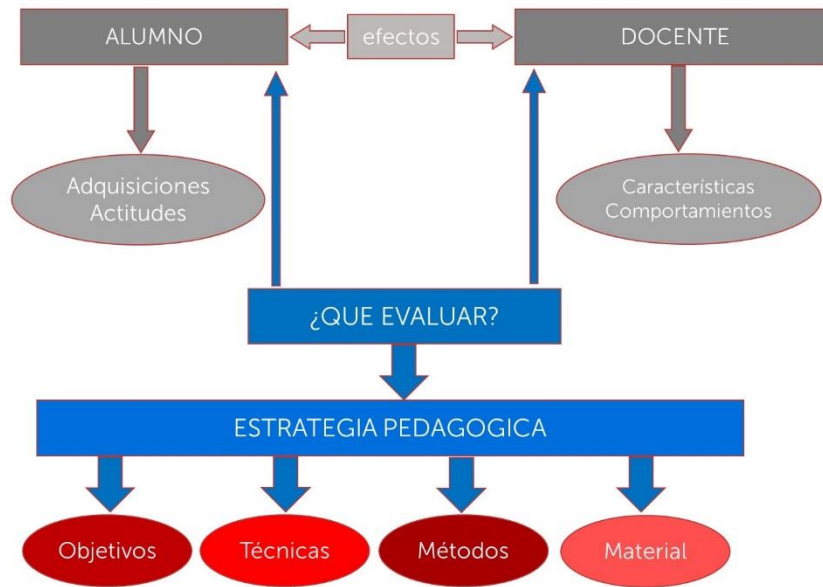 ALUMNO
efectos
DOCENTE
Adquisiciones
Actitudes
Características
Comportamientos
¿QUE EVALUAR?
ESTRATEGIA PEDAGOGICA
Objetivos
Técnicas
Métodos
Material